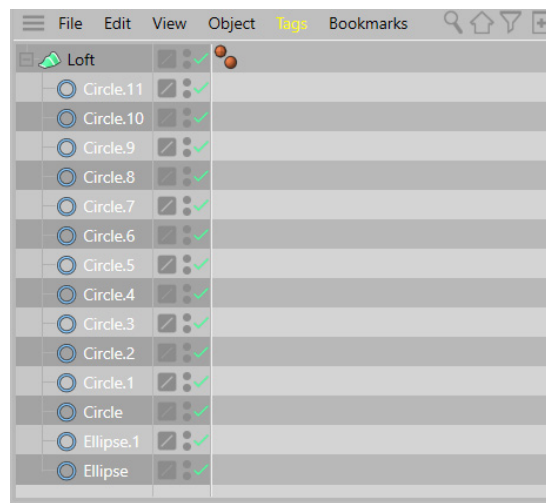 File Edit View Object Tags Bookmarks
Loft
Circle.11
Circle.10
Circle.9
Circle.8
Circle.7
Circle.6
Circle.5
Circle.4
Circle.3
Circle.2
Circle.1
Circle
Ellipse.1
Ellipse